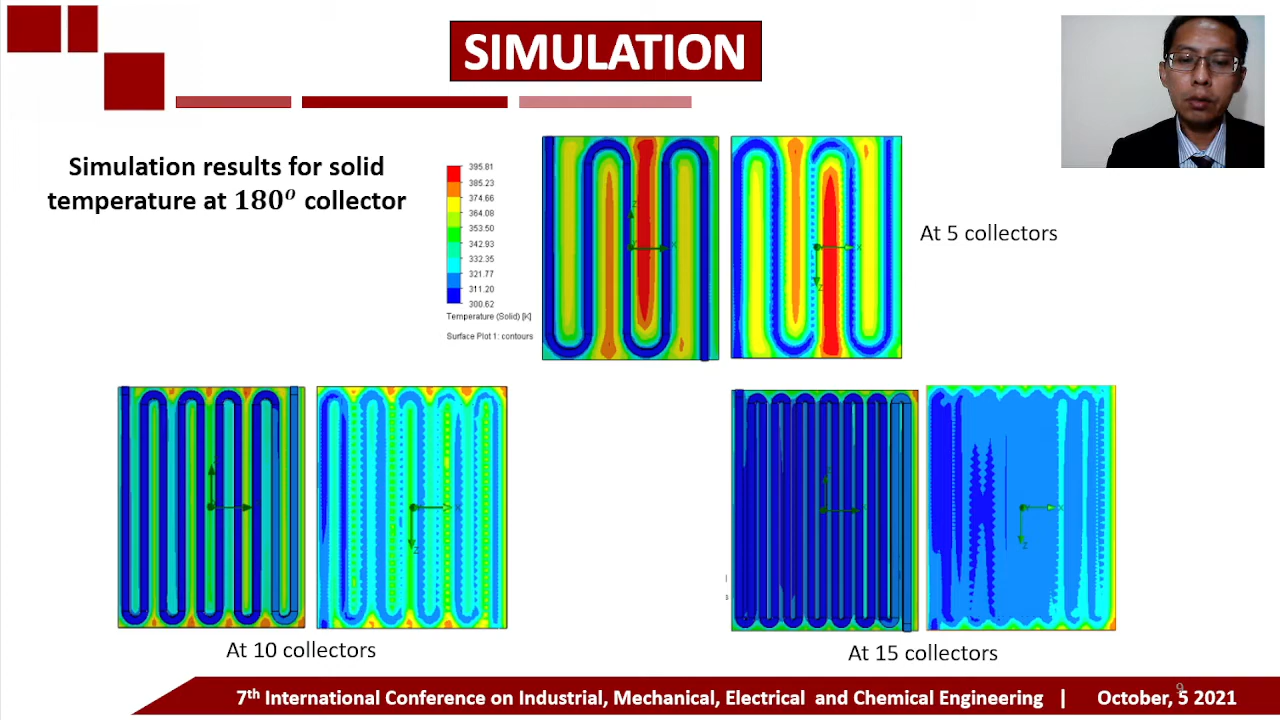 SIMULATION
Simulation results for solid
temperature at 180° collector
395.81
385.23
374.66
364.08
353.50
342.93
332.35
321.77
311.20
300.62
Temperature (Solid) [K]
Surface Plot 1: contours
At 5 collectors
At 10 collectors
At 15 collectors
7th International Conference on Industrial, Mechanical, Electrical and Chemical Engineering | October, 5 2021
9